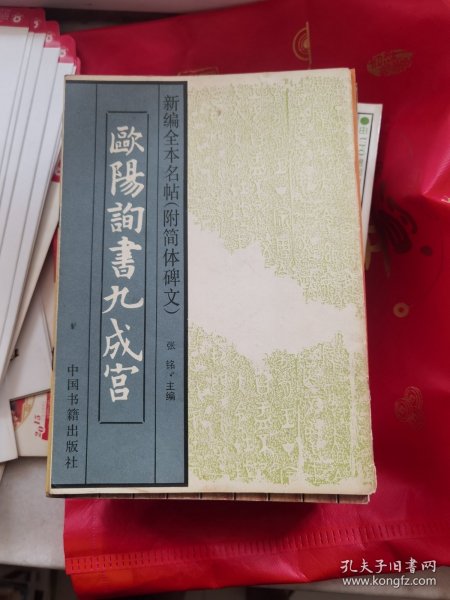 新编全本名帖(附简体碑文)
歐陽詢書九成宮
张铭 主编
中国书籍出版社
2015
孔夫子旧书网
www.kongfz.com